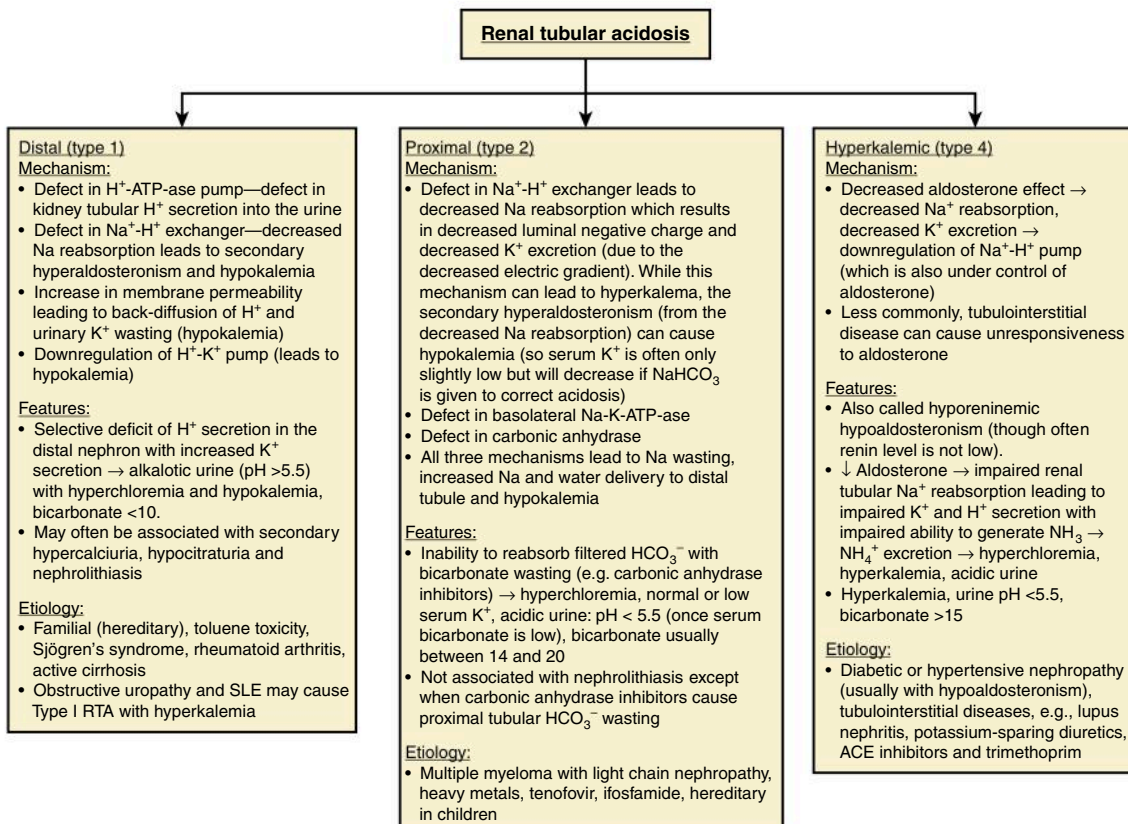 Renal tubular acidosis
Distal (type 1)
Mechanism:
• Defect in H⁺-ATP-ase pump—defect in
kidney tubular H⁺ secretion into the urine
• Defect in Na⁺-H⁺ exchanger—decreased
Na reabsorption leads to secondary
hyperaldosteronism and hypokalemia
• Increase in membrane permeability
leading to back-diffusion of H⁺ and
urinary K⁺ wasting (hypokalemia)
• Downregulation of H⁺-K⁺ pump (leads to
hypokalemia)
Features:
• Selective deficit of H⁺ secretion in the
distal nephron with increased K⁺
secretion → alkalotic urine (pH >5.5)
with hyperchloremia and hypokalemia,
bicarbonate <10.
• May often be associated with secondary
hypercalciuria, hypocitraturia and
nephrolithiasis
Etiology:
• Familial (hereditary), toluene toxicity,
Sjögren's syndrome, rheumatoid arthritis,
active cirrhosis
• Obstructive uropathy and SLE may cause
Type I RTA with hyperkalemia
Proximal (type 2)
Mechanism:
• Defect in Na⁺-H⁺ exchanger leads to
decreased Na reabsorption which results
in decreased luminal negative charge and
decreased K⁺ excretion (due to the
decreased electric gradient). While this
mechanism can lead to hyperkalema, the
secondary hyperaldosteronism (from
the decreased Na reabsorption) can cause
hypokalemia (so serum K⁺ is often only
slightly low but will decrease if NaHCO₃
is given to correct acidosis)
• Defect in basolateral Na-K-ATP-ase
• Defect in carbonic anhydrase
• All three mechanisms lead to Na wasting,
increased Na and water delivery to distal
tubule and hypokalemia
Features:
• Inability to reabsorb filtered HCO₃⁻ with
bicarbonate wasting (e.g. carbonic anhydrase
inhibitors) → hyperchloremia, normal or low
serum K⁺, acidic urine: pH < 5.5 (once serum
bicarbonate is low), bicarbonate usually
between 14 and 20
• Not associated with nephrolithiasis except
when carbonic anhydrase inhibitors cause
proximal tubular HCO₃⁻ wasting
Etiology:
• Multiple myeloma with light chain nephropathy,
heavy metals, tenofovir, ifosfamide, hereditary
in children
Hyperkalemic (type 4)
Mechanism:
• Decreased aldosterone effect →
decreased Na⁺ reabsorption,
decreased K⁺ excretion →
downregulation of Na⁺-H⁺ pump
(which is also under control of
aldosterone)
• Less commonly, tubulointerstitial
disease can cause unresponsiveness
to aldosterone
Features:
• Also called hyporeninemic
hypoaldosteronism (though often
renin level is not low).
• ↓ Aldosterone → impaired renal
tubular Na⁺ reabsorption leading to
impaired K⁺ and H⁺ secretion with
impaired ability to generate NH₃ →
NH₄⁺ excretion → hyperchloremia,
hyperkalemia, acidic urine
• Hyperkalemia, urine pH <5.5,
bicarbonate >15
Etiology:
• Diabetic or hypertensive nephropathy
(usually with hypoaldosteronism),
tubulointerstitial diseases, e.g., lupus
nephritis, potassium-sparing diuretics,
ACE inhibitors and trimethoprim